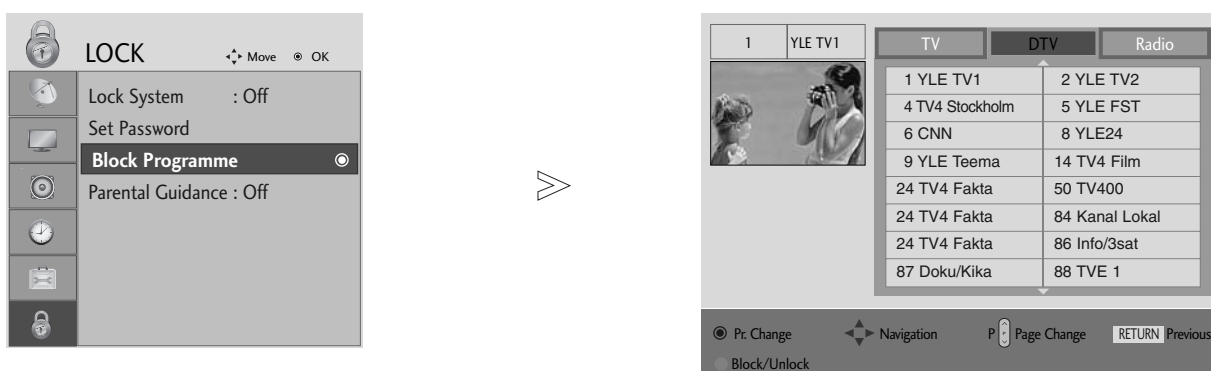 LOCK Move OK
Lock System : Off
Set Password
Block Programme
Parental Guidance : Off
1 YLE TV1
TV DTV Radio
1 YLE TV1 2 YLE TV2
4 TV4 Stockholm 5 YLE FST
6 CNN 8 YLE24
9 YLE Teema 14 TV4 Film
24 TV4 Fakta 50 TV400
24 TV4 Fakta 84 Kanal Lokal
24 TV4 Fakta 86 Info/3sat
87 Doku/Kika 88 TVE 1
Pr. Change Navigation P Page Change RETURN Previous
Block/Unlock